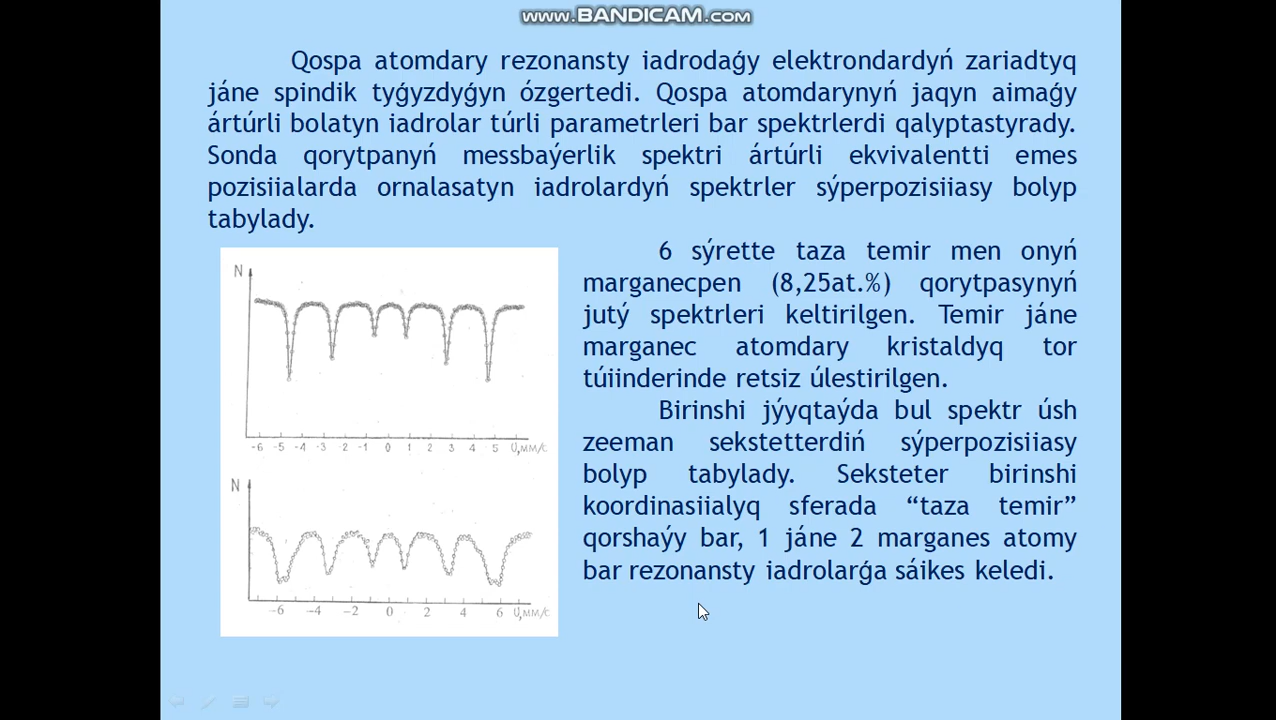 www.BANDICAM.com
Qospa atomdary rezonansty iadrodaǵy elektrondardyń zariadtyq
jáne spindik tyǵyzdyǵyn ózgertedi. Qospa atomdarynyń jaqyn aimaǵy
ártúrli bolatyn iadrolar túrli parametrleri bar spektrlerdi qalyptastyrady.
Sonda qorytpanyń messbaýerlik spektri ártúrli ekvivalentti emes
pozisiialarda ornalasatyn iadrolardyń spektrler sýperpozisiiasy bolyp
tabylady.
6 sýrette taza temir men onyń
marganecpen (8,25at.%) qorytpasynyń
jutý spektrleri keltirilgen. Temir jáne
marganec atomdary kristaldyq tor
túiinderinde retsiz úlestirilgen.
Birinshi jýyqtaýda bul spektr úsh
zeeman sekstetterdiń sýperpozisiiasy
bolyp tabylady. Seksteter birinshi
koordinasiialyq sferada “taza temir”
qorshaýy bar, 1 jáne 2 marganes atomy
bar rezonansty iadrolarǵa sáikes keledi.
N
-6 -5 -4 -3 -2 -1 0 1 2 3 4 5 U,мм/с
N
-6 -4 -2 0 2 4 6 U,мм/с